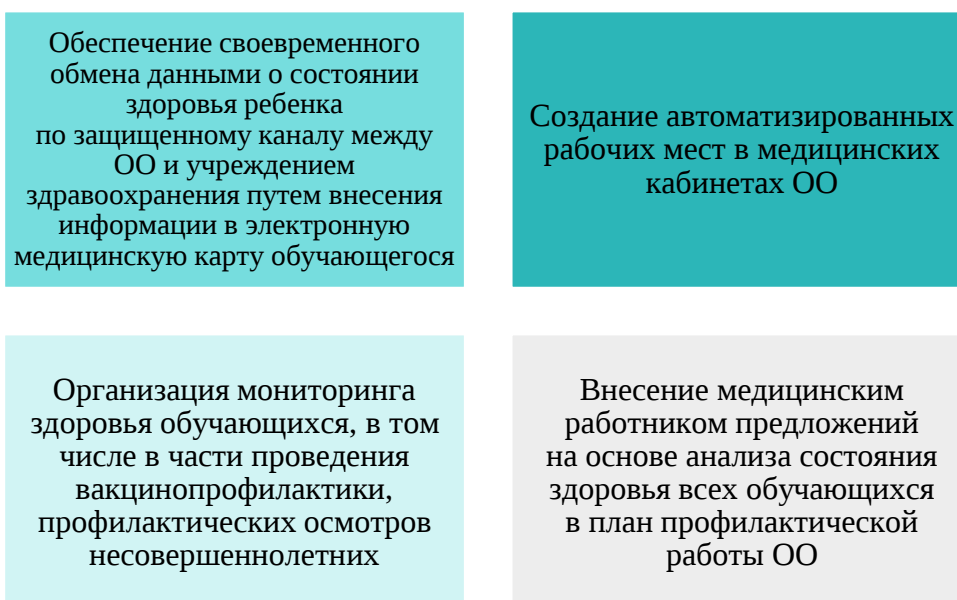 Обеспечение своевременного
обмена данными о состоянии
здоровья ребенка
по защищенному каналу между
ОО и учреждением
здравоохранения путем внесения
информации в электронную
медицинскую карту обучающегося
Создание автоматизированных
рабочих мест в медицинских
кабинетах ОО
Организация мониторинга
здоровья обучающихся, в том
числе в части проведения
вакцинопрофилактики,
профилактических осмотров
несовершеннолетних
Внесение медицинским
работником предложений
на основе анализа состояния
здоровья всех обучающихся
в план профилактической
работы ОО